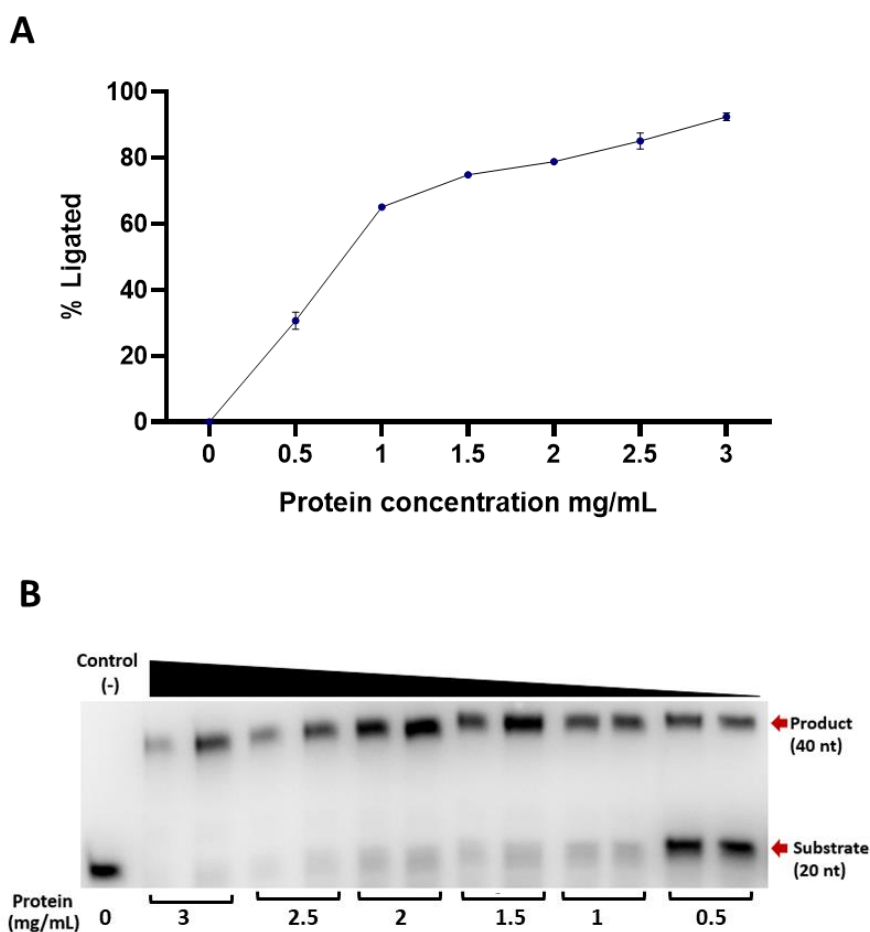 A
100
80
60
40
20
0
% Ligated
0 0.5 1 1.5 2 2.5 3
Protein concentration mg/mL
B
Control
(-)
Product
(40 nt)
Substrate
(20 nt)
Protein
(mg/mL) 0 3 2.5 2 1.5 1 0.5